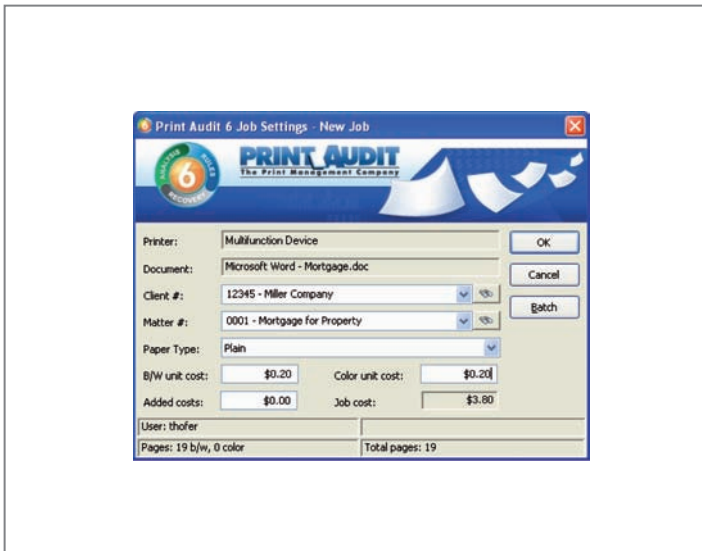 Print Audit 6 Job Settings - New Job
ANALYSIS RULES RECOVERY 6
PRINT AUDIT
The Print Management Company
Printer: Multifunction Device OK
Document: Microsoft Word - Mortgage.doc Cancel
Client #: 12345 - Miller Company
Batch
Matter #: 0001 - Mortgage for Property
Paper Type: Plain
B/W unit cost: $0.20 Color unit cost: $0.20
Added costs: $0.00 Job cost: $3.80
User: thofer
Pages: 19 b/w, 0 color Total pages: 19